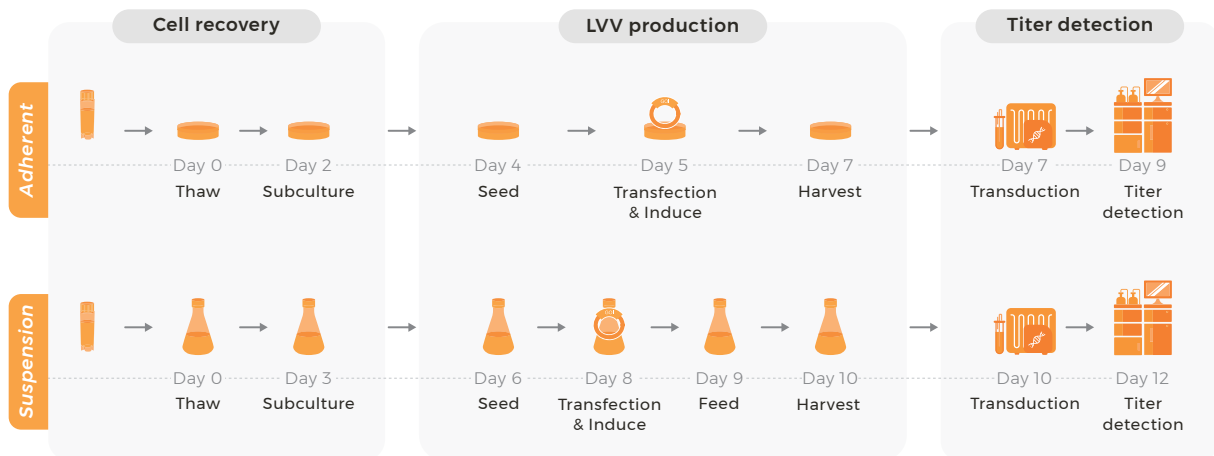 Cell recovery
LVV production
Titer detection
Adherent
Day 0
Thaw
Day 2
Subculture
Day 4
Seed
Day 5
Transfection
& Induce
Day 7
Harvest
Day 7
Transduction
Day 9
Titer
detection
Suspension
Day 0
Thaw
Day 3
Subculture
Day 6
Seed
Day 8
Transfection
& Induce
Day 9
Feed
Day 10
Harvest
Day 10
Transduction
Day 12
Titer
detection